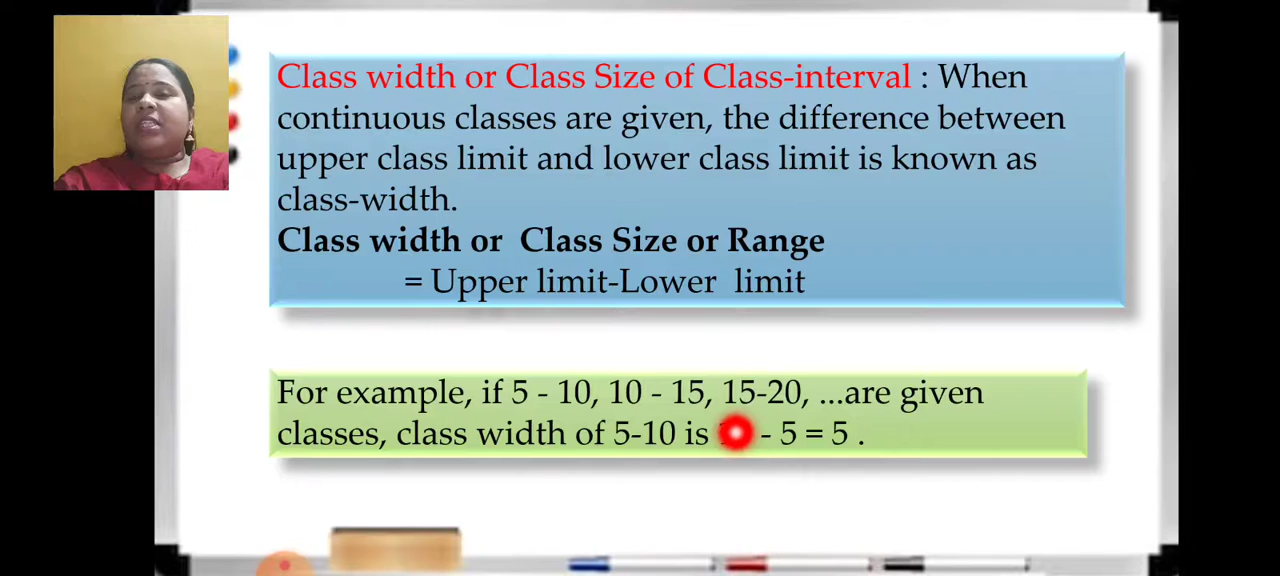 Class width or Class Size of Class-interval : When
continuous classes are given, the difference between
upper class limit and lower class limit is known as
class-width.
Class width or Class Size or Range
= Upper limit-Lower limit
For example, if 5 - 10, 10 - 15, 15-20, ...are given
classes, class width of 5-10 is - 5 = 5 .